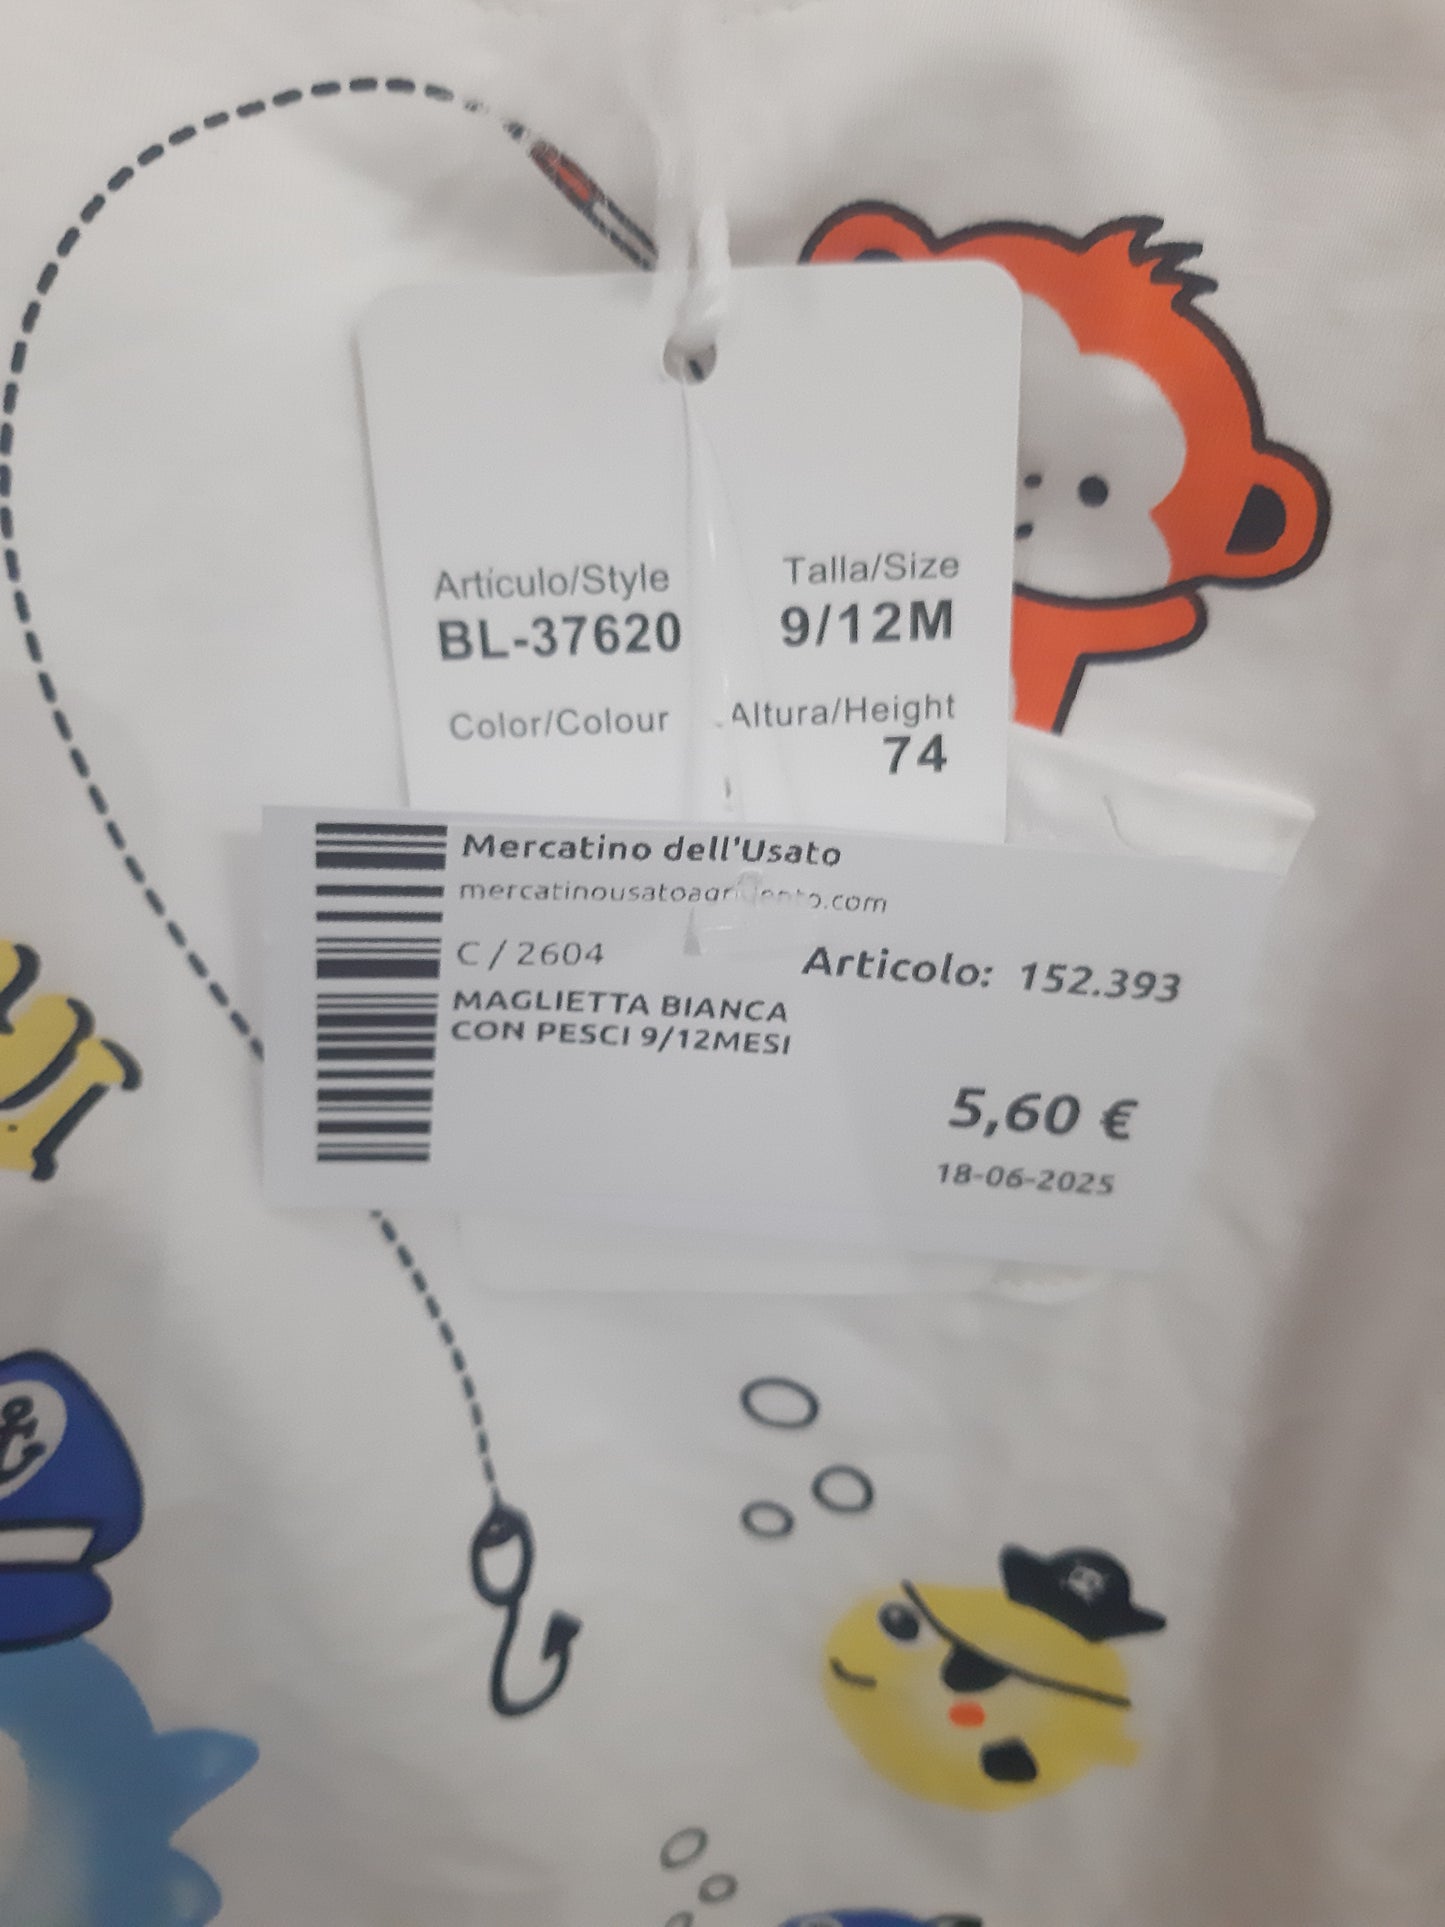 Artículo/Style
BL-37620
Talla/Size
9/12M
Color/Colour
Altura/Height
74
Mercatino dell'Usato
C / 2604
Articolo: 152.393
MAGLIETTA BIANCA
CON PESCI 9/12MESI
5,60 €
18-06-2025